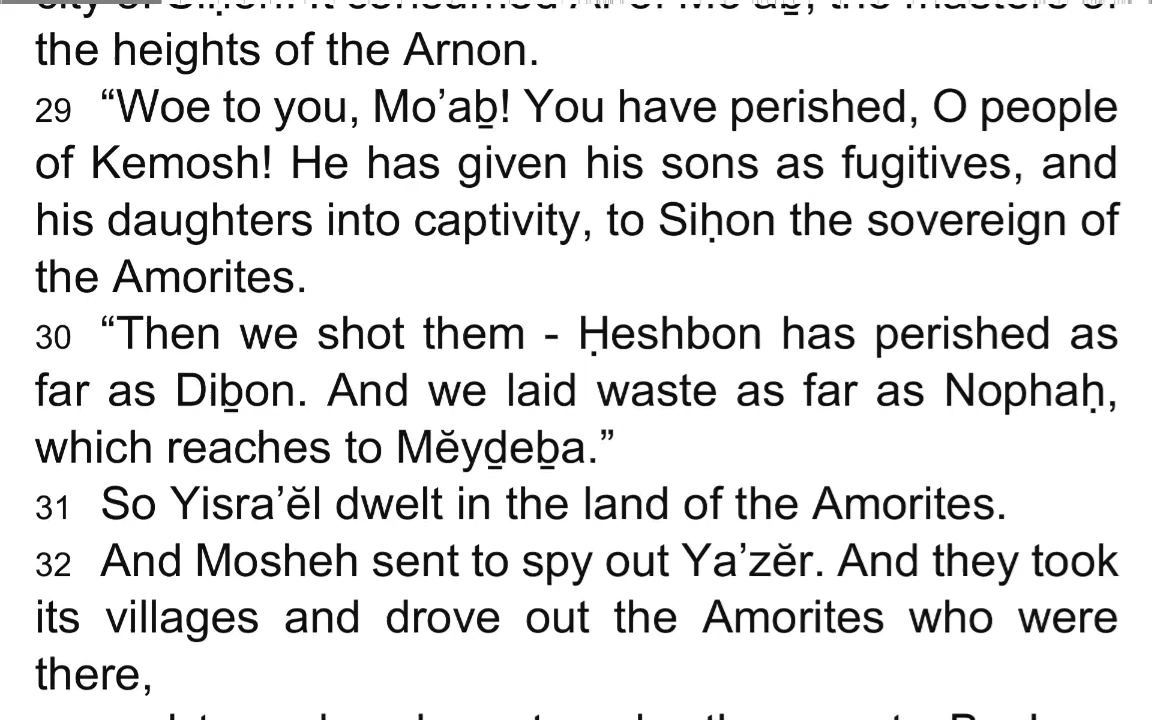 the heights of the Arnon.
29 “Woe to you, Mo’aḇ! You have perished, O people
of Kemosh! He has given his sons as fugitives, and
his daughters into captivity, to Siḥon the sovereign of
the Amorites.
30 “Then we shot them - Ḥeshbon has perished as
far as Diḇon. And we laid waste as far as Nophaḥ,
which reaches to Mĕyḏeḇa.”
31 So Yisra’ĕl dwelt in the land of the Amorites.
32 And Mosheh sent to spy out Ya’zĕr. And they took
its villages and drove out the Amorites who were
there,